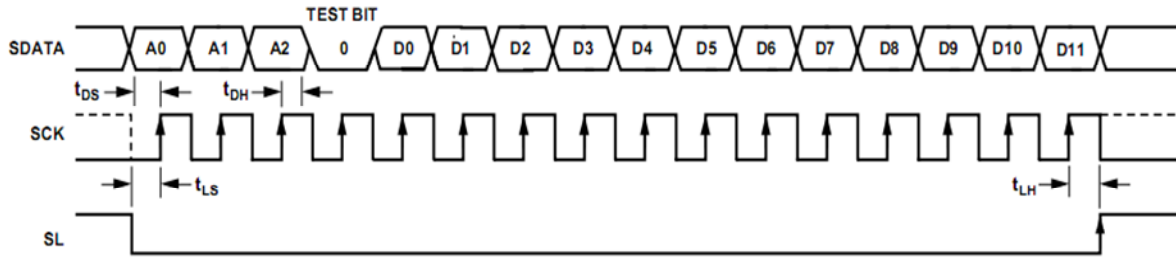 TEST BIT
SDATA A0 A1 A2 0 D0 D1 D2 D3 D4 D5 D6 D7 D8 D9 D10 D11
tDS tDH
SCK
tLS tLH
SL